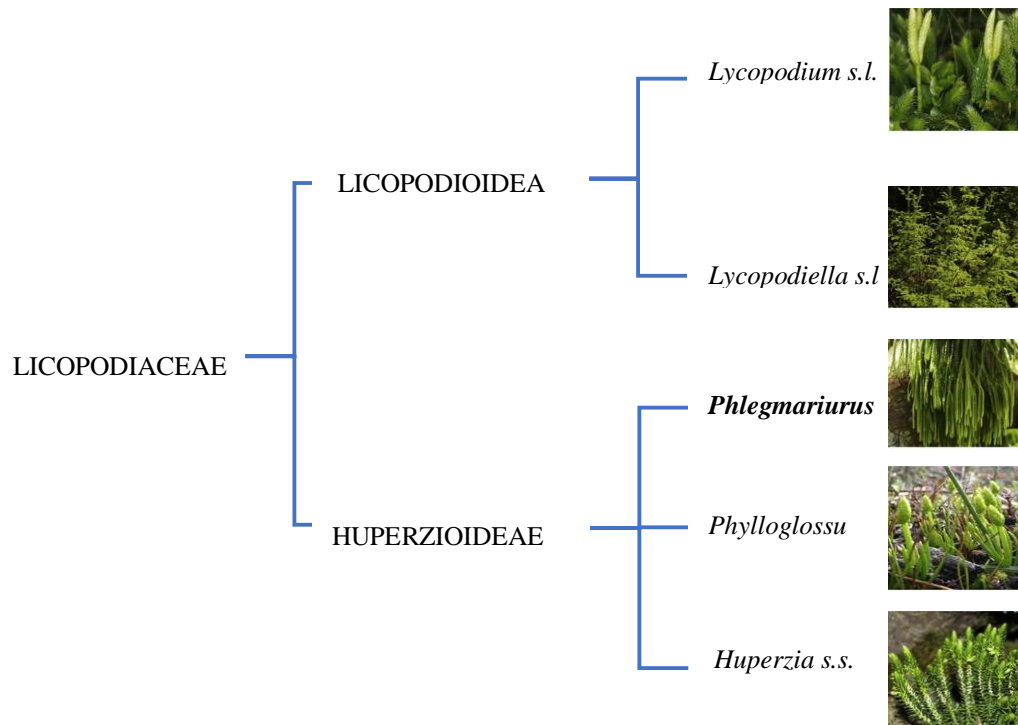 Lycopodium s.l.
LICOPODIOIDEA
Lycopodiella s.l
LICOPODIACEAE
Phlegmariurus
Phylloglossu
HUPERZIOIDEAE
Huperzia s.s.